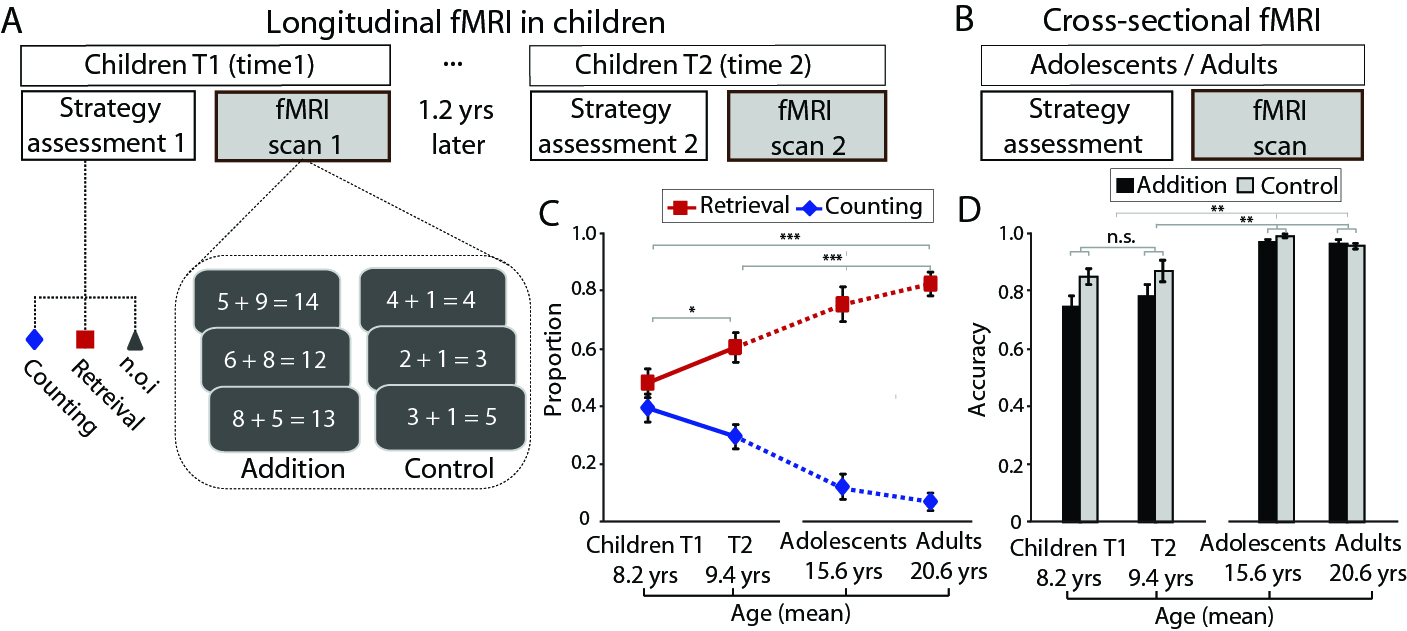 A
Longitudinal fMRI in children
Children T1 (time1)
...
Children T2 (time 2)
Strategy
assessment 1
fMRI
scan 1
1.2 yrs
later
Strategy
assessment 2
fMRI
scan 2
Counting
Retreival
n.o.i
5 + 9 = 14
6 + 8 = 12
8 + 5 = 13
Addition
4 + 1 = 4
2 + 1 = 3
3 + 1 = 5
Control
B
Cross-sectional fMRI
Adolescents / Adults
Strategy
assessment
fMRI
scan
C
Retrieval
Counting
Proportion
1.0
0.8
0.6
0.4
0.2
0
***
***
*
Children T1
8.2 yrs
T2
9.4 yrs
Adolescents
15.6 yrs
Adults
20.6 yrs
Age (mean)
D
Addition
Control
Accuracy
1.0
0.8
0.6
0.4
0.2
0
**
**
n.s.
Children T1
8.2 yrs
T2
9.4 yrs
Adolescents
15.6 yrs
Adults
20.6 yrs
Age (mean)